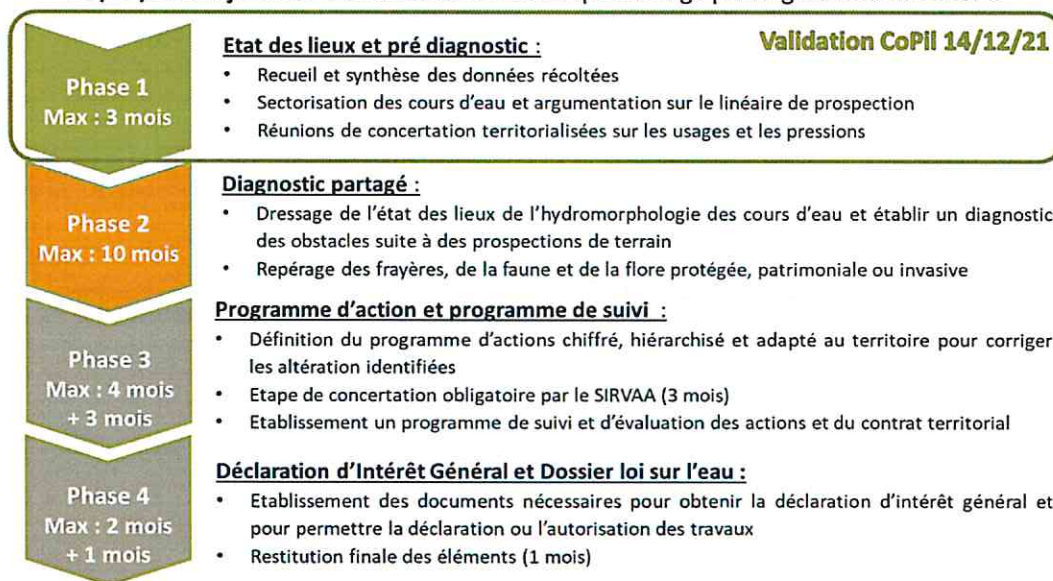 Validation CoPil 14/12/21
Phase 1
Max : 3 mois
Etat des lieux et pré diagnostic :
• Recueil et synthèse des données récoltées
• Sectorisation des cours d'eau et argumentation sur le linéaire de prospection
• Réunions de concertation territorialisées sur les usages et les pressions
Phase 2
Max : 10 mois
Diagnostic partagé :
• Dressage de l'état des lieux de l'hydromorphologie des cours d'eau et établir un diagnostic
des obstacles suite à des prospections de terrain
• Repérage des frayères, de la faune et de la flore protégée, patrimoniale ou invasive
Phase 3
Max : 4 mois
+ 3 mois
Programme d'action et programme de suivi :
• Définition du programme d'actions chiffré, hiérarchisé et adapté au territoire pour corriger
les altération identifiées
• Etape de concertation obligatoire par le SIRVAA (3 mois)
• Etablissement un programme de suivi et d'évaluation des actions et du contrat territorial
Phase 4
Max : 2 mois
+ 1 mois
Déclaration d'Intérêt Général et Dossier loi sur l'eau :
• Etablissement des documents nécessaires pour obtenir la déclaration d'intérêt général et
pour permettre la déclaration ou l'autorisation des travaux
• Restitution finale des éléments (1 mois)